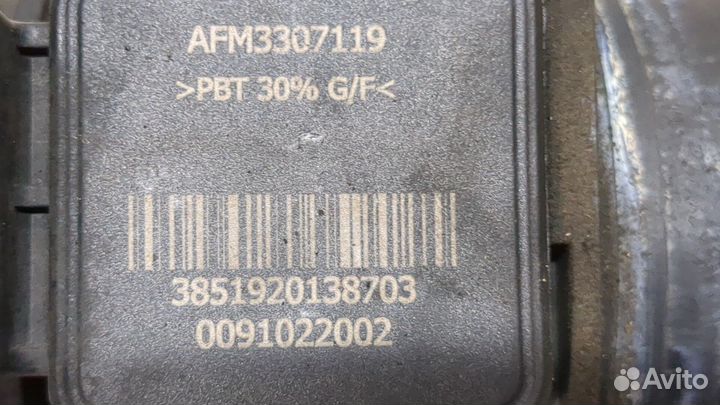 AFM3307119
>PBT 30% G/F<
3851920138703
0091022002
Avito